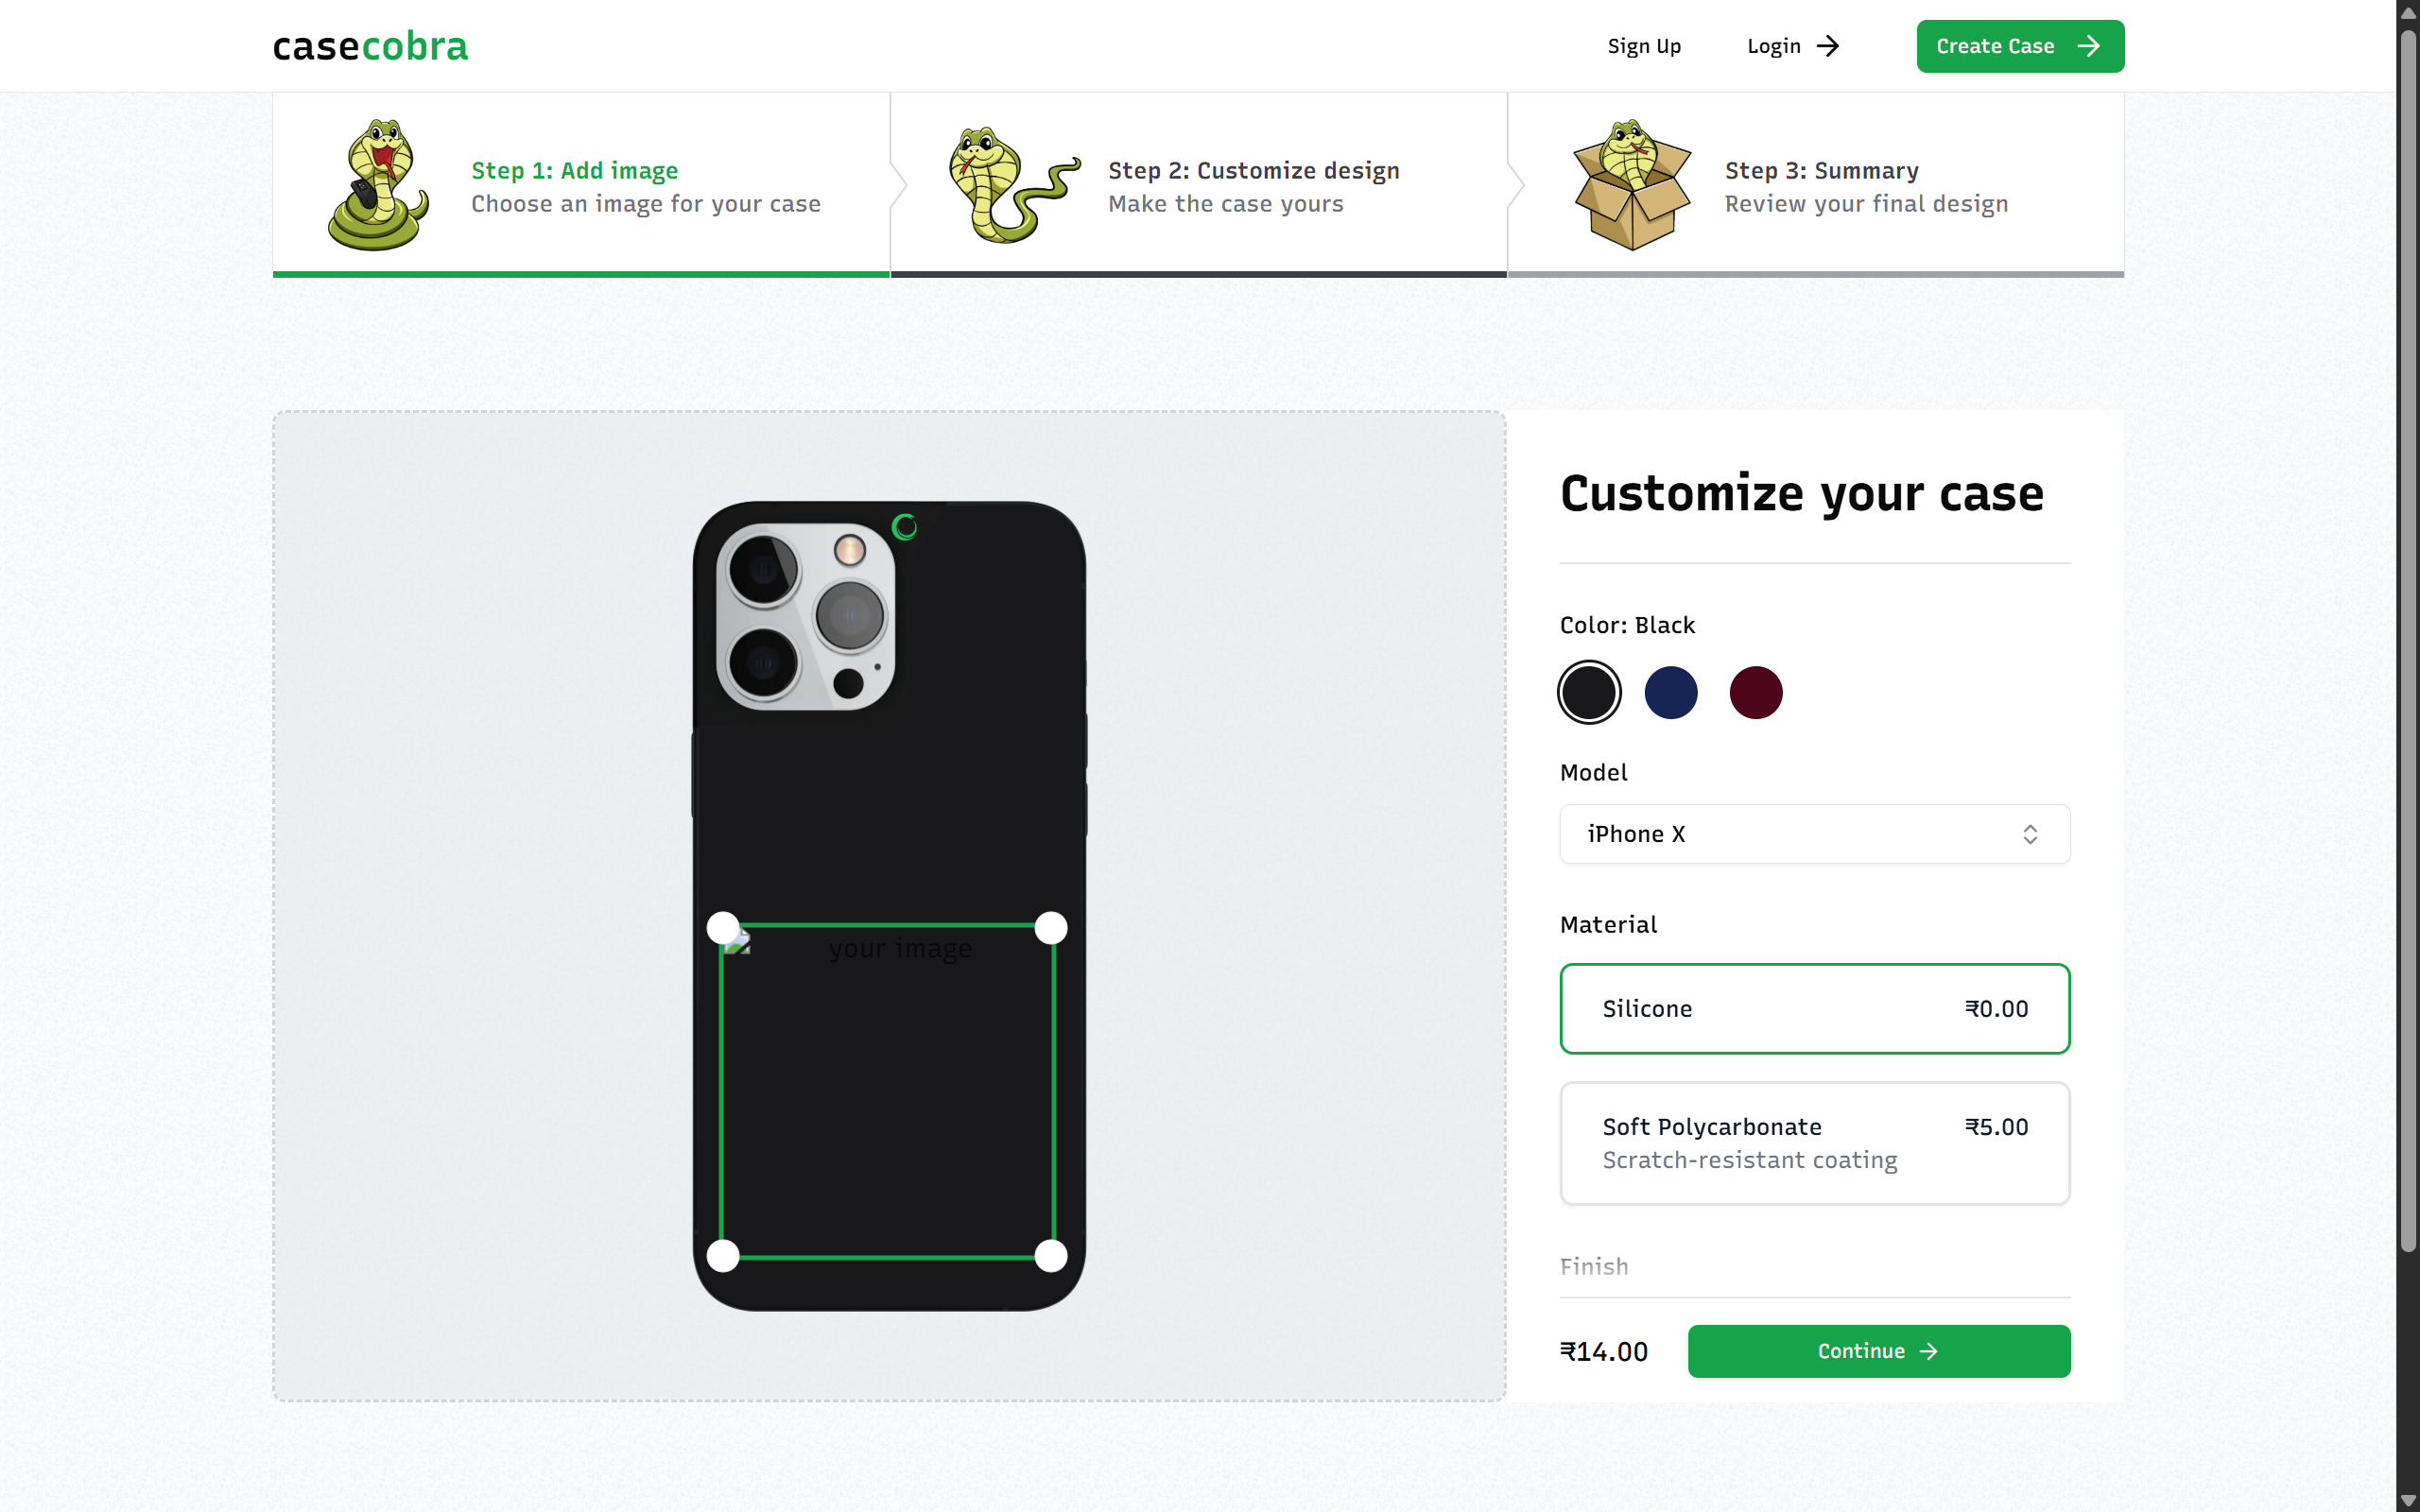 casecobra
Sign Up
Login
Create Case
Step 1: Add image
Choose an image for your case
Step 2: Customize design
Make the case yours
Step 3: Summary
Review your final design
your image
Customize your case
Color: Black
Model
iPhone X
Material
Silicone ₹0.00
Soft Polycarbonate ₹5.00
Scratch-resistant coating
Finish
₹14.00
Continue